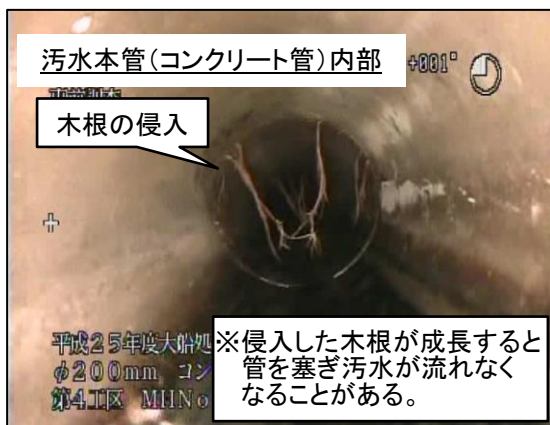 汚水本管(コンクリート管)内部
+001°
木根の侵入
平成25年度大船処
φ200mm コン
第4工区 MHNo
※侵入した木根が成長すると
管を塞ぎ汚水が流れなく
なることがある。